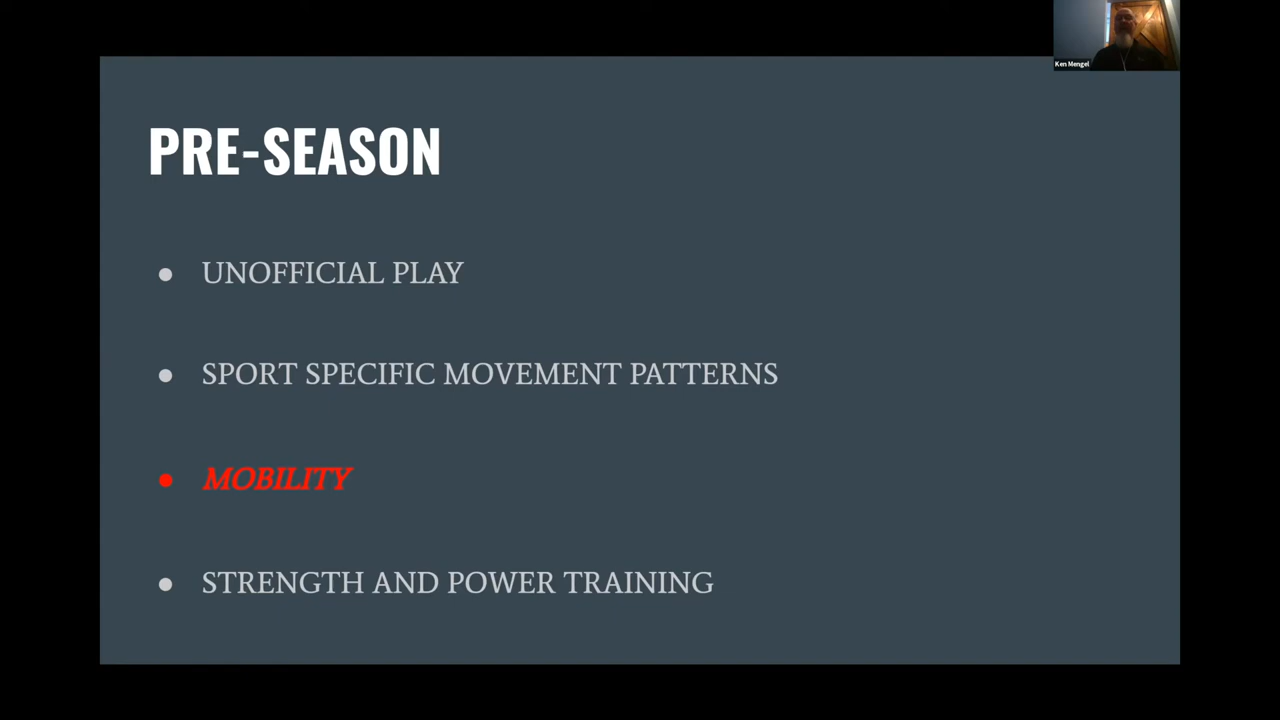 Ken Mengel
PRE-SEASON
● UNOFFICIAL PLAY
● SPORT SPECIFIC MOVEMENT PATTERNS
● MOBILITY
● STRENGTH AND POWER TRAINING